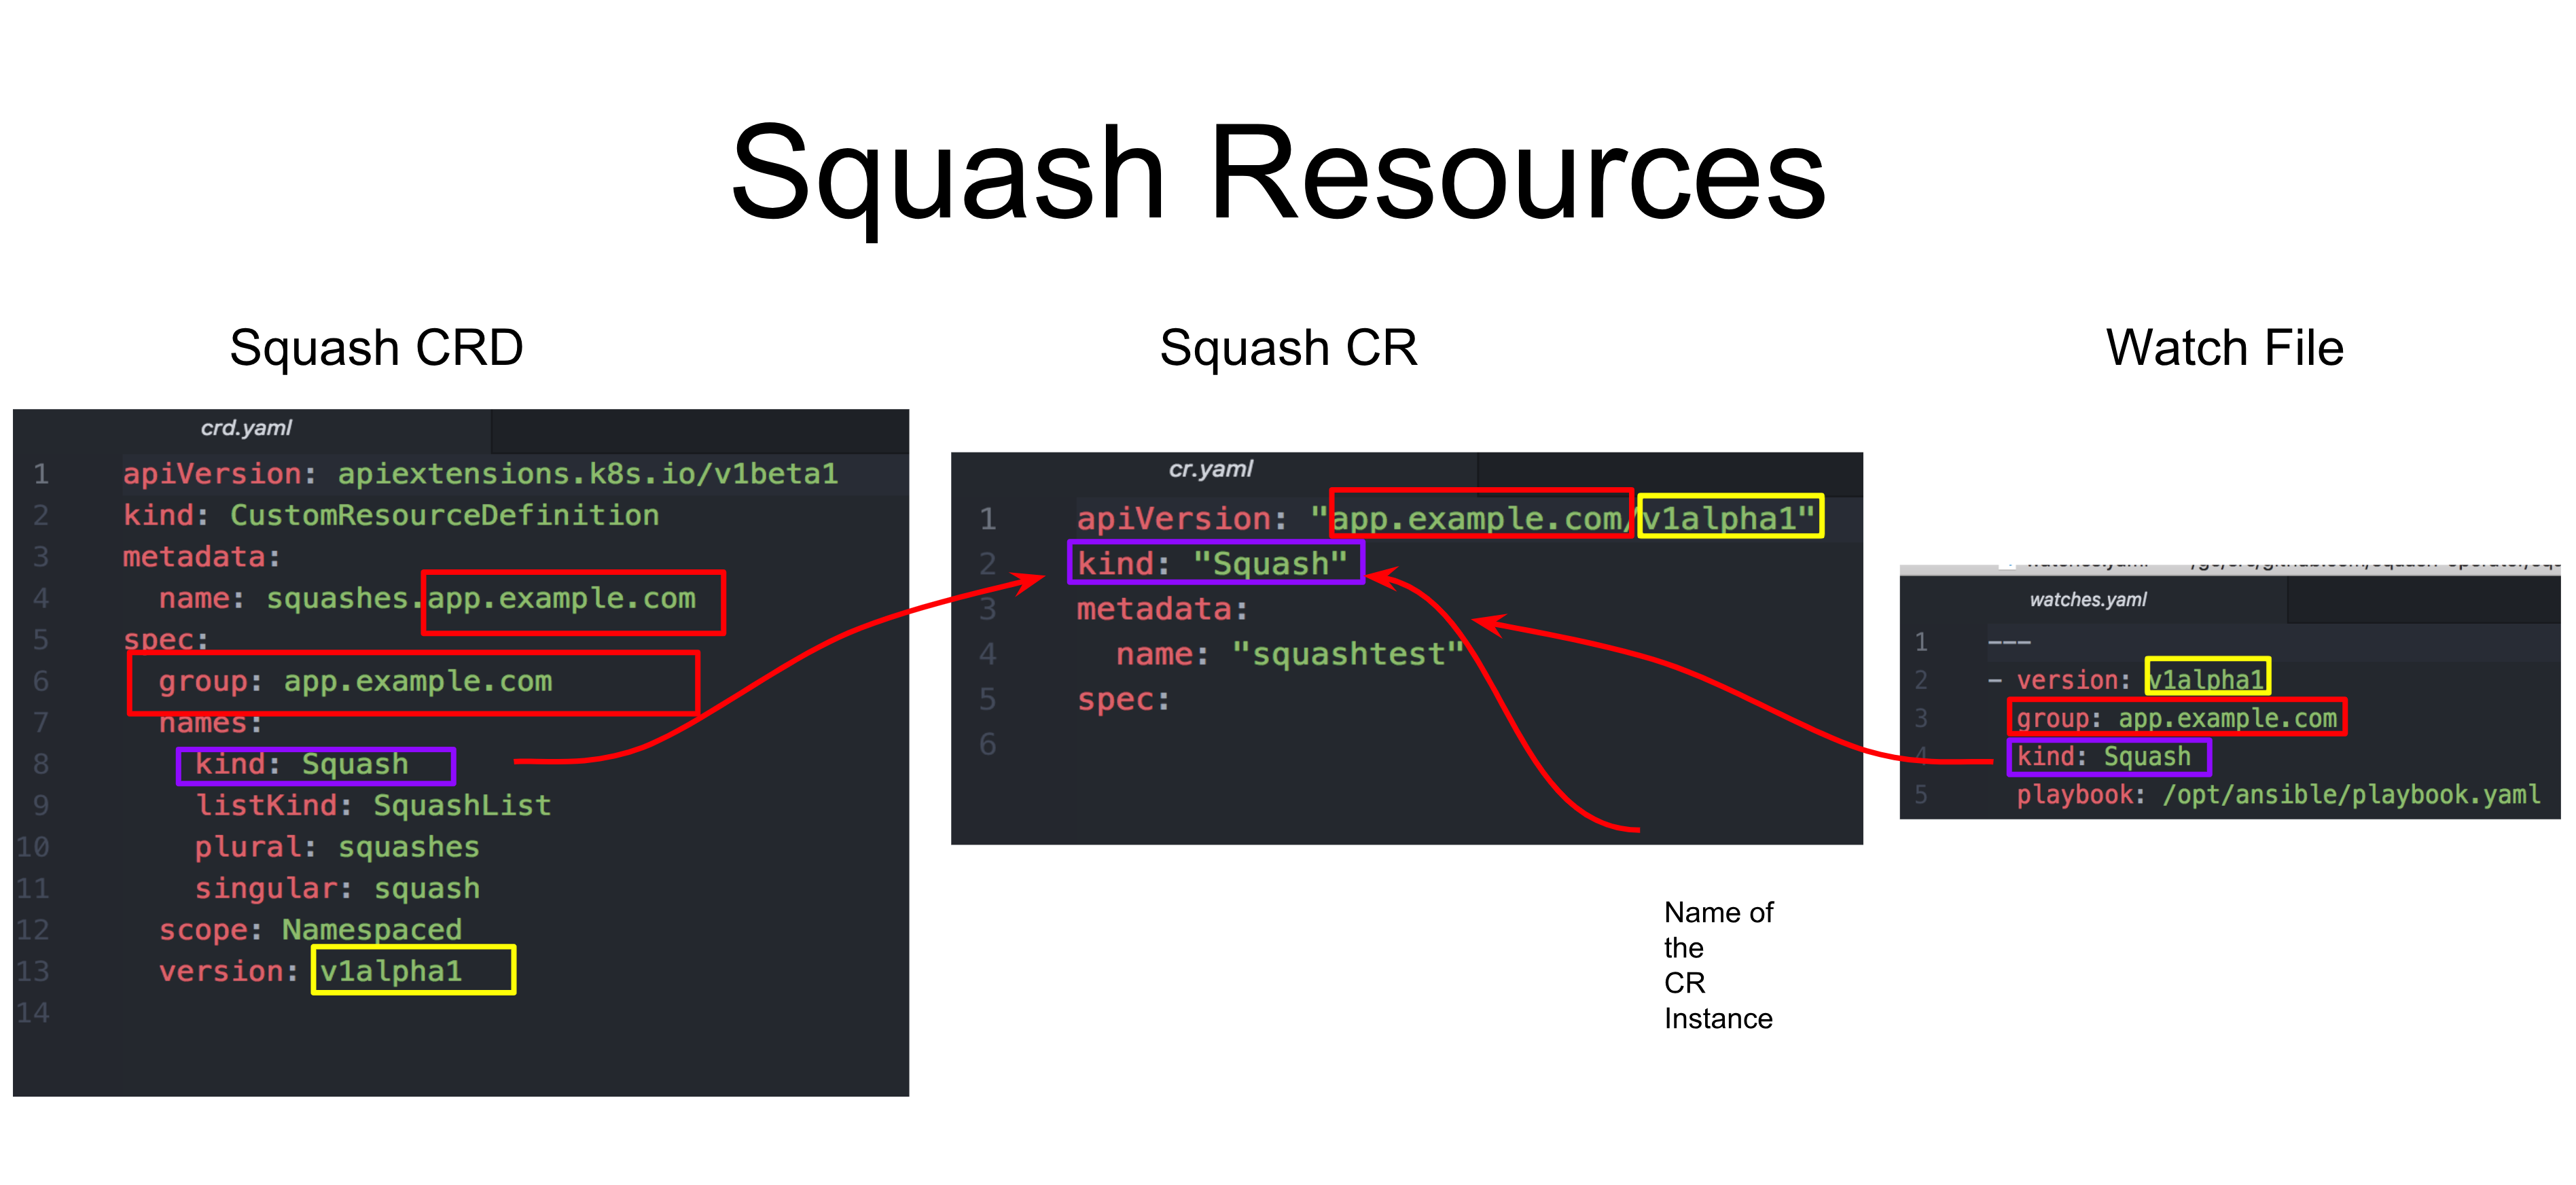 Squash Resources
Squash CRD
crd.yaml
1 apiVersion: apiextensions.k8s.io/v1beta1
2 kind: CustomResourceDefinition
3 metadata:
4 name: squashes.app.example.com
5 spec:
6 group: app.example.com
7 names:
8 kind: Squash
9 listKind: SquashList
10 plural: squashes
11 singular: squash
12 scope: Namespaced
13 version: v1alpha1
14
Squash CR
cr.yaml
1 apiVersion: "app.example.com/v1alpha1"
2 kind: "Squash"
3 metadata:
4 name: "squashtest"
5 spec:
6
Name of
the
CR
Instance
Watch File
watches.yaml
1 ---
2 - version: v1alpha1
3 group: app.example.com
4 kind: Squash
5 playbook: /opt/ansible/playbook.yaml